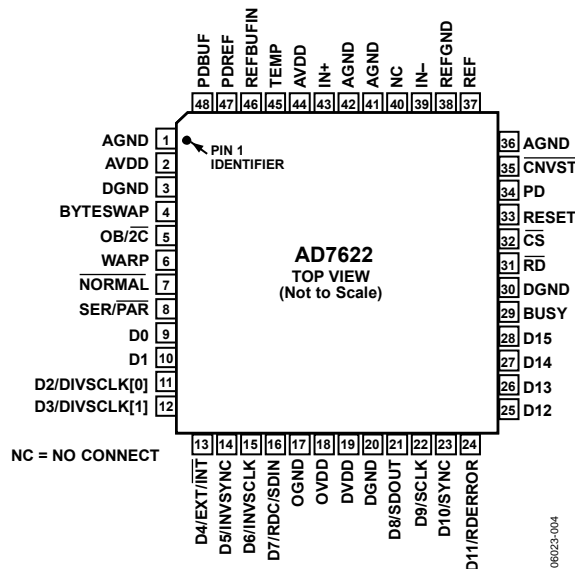 PDBUF
PDREF
REFBUFIN
TEMP
AVDD
IN+
AGND
AGND
NC
IN–
REFGND
REF
48 47 46 45 44 43 42 41 40 39 38 37
AGND 1
AVDD 2
DGND 3
BYTESWAP 4
OB/2C̅ 5
WARP 6
N̅O̅R̅M̅A̅L̅ 7
SER/P̅A̅R̅ 8
D0 9
D1 10
D2/DIVSCLK[0] 11
D3/DIVSCLK[1] 12
PIN 1
IDENTIFIER
AD7622
TOP VIEW
(Not to Scale)
36 AGND
35 C̅N̅V̅S̅T̅
34 PD
33 RESET
32 C̅S̅
31 R̅D̅
30 DGND
29 BUSY
28 D15
27 D14
26 D13
25 D12
13 14 15 16 17 18 19 20 21 22 23 24
D4/EXT/I̅N̅T̅
D5/INVSYNC
D6/INVSCLK
D7/RDC/SDIN
OGND
OVDD
DVDD
DGND
D8/SDOUT
D9/SCLK
D10/SYNC
D11/RDERROR
NC = NO CONNECT
06023-004